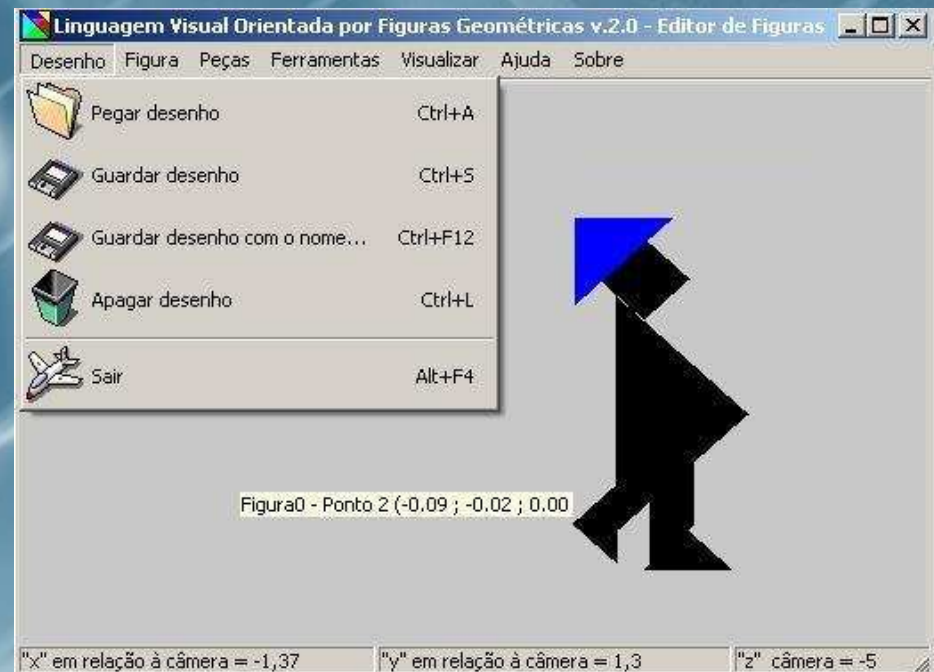 Linguagem Visual Orientada por Figuras Geométricas v.2.0 - Editor de Figuras
Desenho Figura Peças Ferramentas Visualizar Ajuda Sobre
Pegar desenho Ctrl+A
Guardar desenho Ctrl+S
Guardar desenho com o nome... Ctrl+F12
Apagar desenho Ctrl+L
Sair Alt+F4
Figura0 - Ponto 2 (-0.09 ; -0.02 ; 0.00
"x" em relação à câmera = -1,37 "y" em relação à câmera = 1,3 "z" câmera = -5